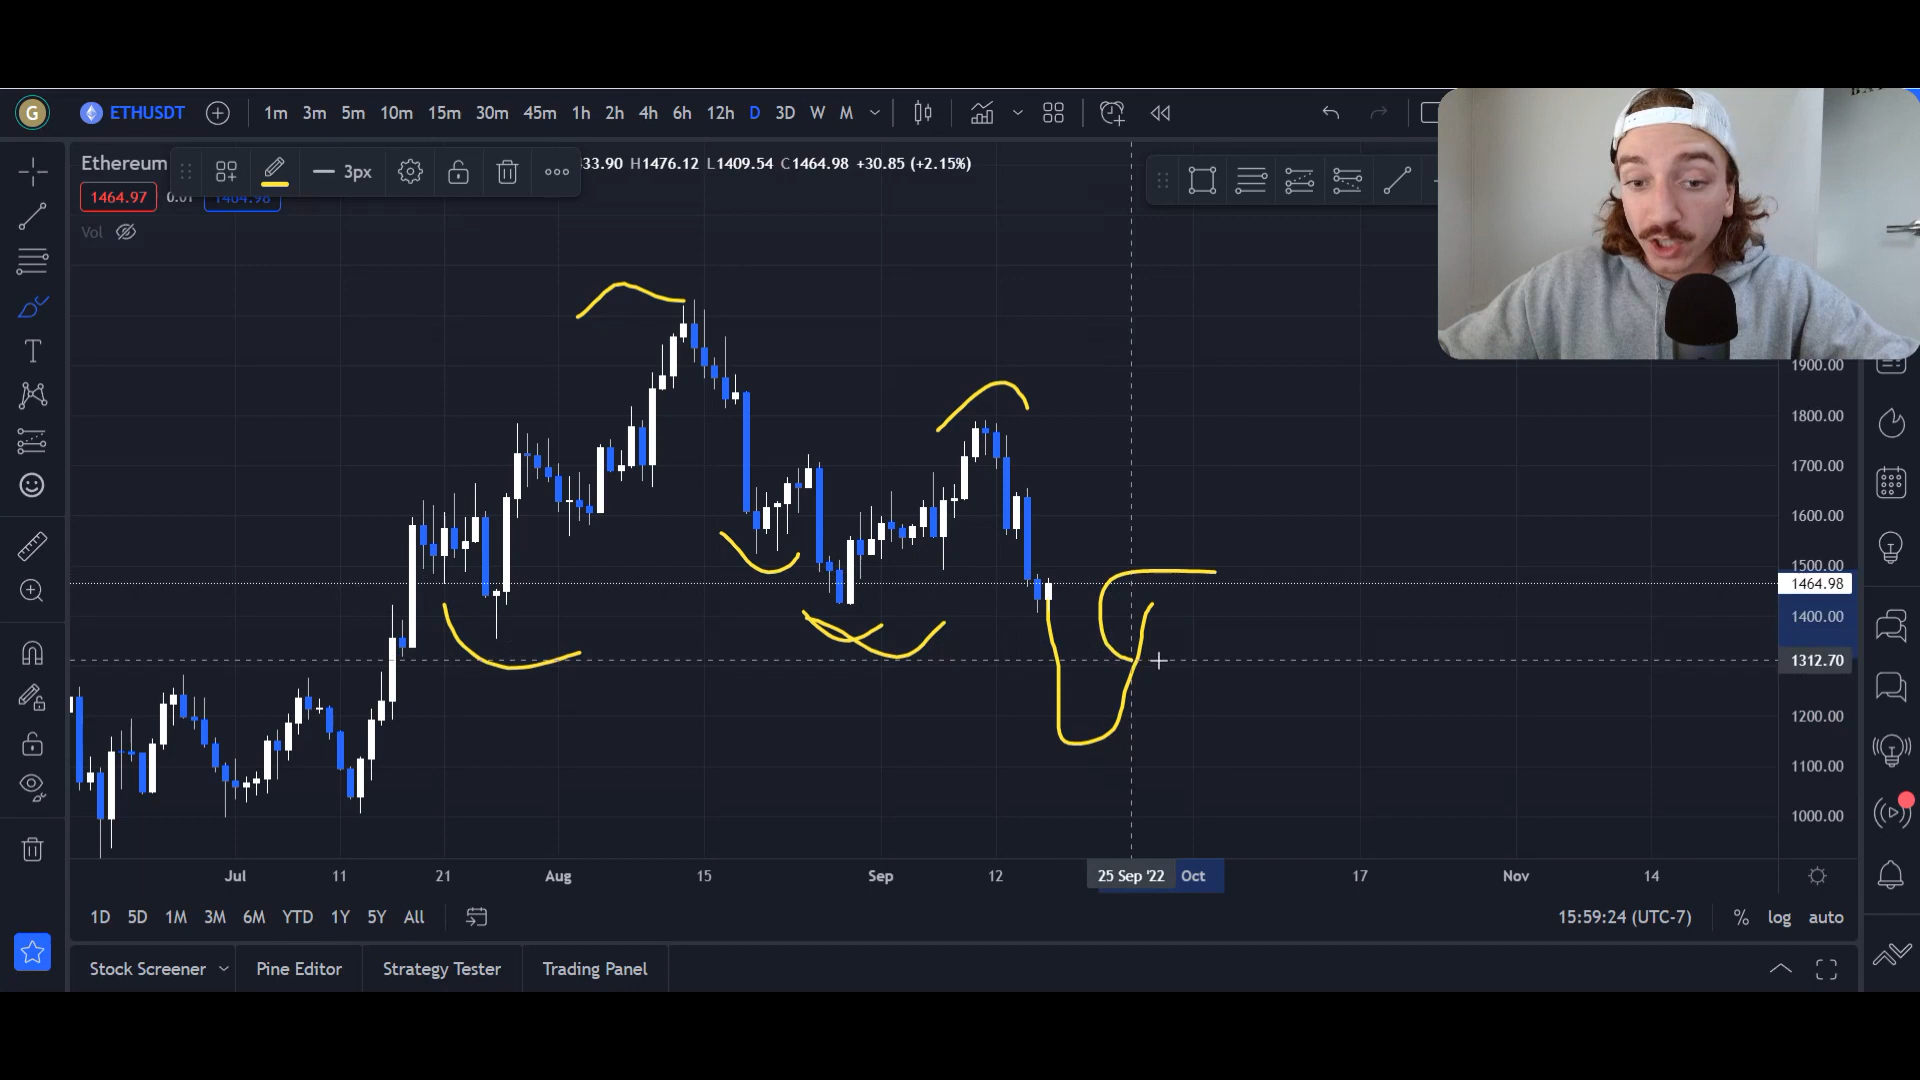 G ETHUSDT 1m 3m 5m 10m 15m 30m 45m 1h 2h 4h 6h 12h D 3D W M
Ethereum 3px 33.90 H1476.12 L1409.54 C1464.98 +30.85 (+2.15%)
1464.97 0.01 1464.98
Vol
T
1900.00
1800.00
1700.00
1600.00
1500.00
1464.98
1400.00
1312.70
1200.00
1100.00
1000.00
Jul 11 21 Aug 15 Sep 12 25 Sep '22 Oct 17 Nov 14
1D 5D 1M 3M 6M YTD 1Y 5Y All 15:59:24 (UTC-7) % log auto
Stock Screener Pine Editor Strategy Tester Trading Panel